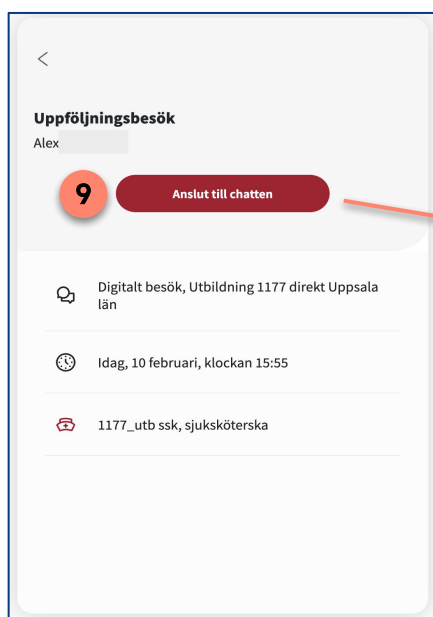 Uppföljningsbesök
Alex
9
Anslut till chatten
Digitalt besök, Utbildning 1177 direkt Uppsala
län
Idag, 10 februari, klockan 15:55
1177_utb ssk, sjuksköterska